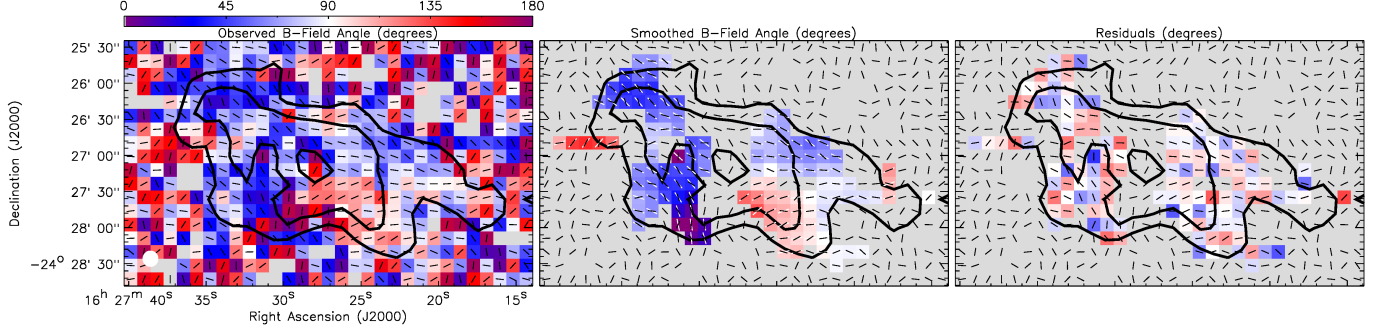 0 45 90 135 180
Observed B-Field Angle (degrees) Smoothed B-Field Angle (degrees) Residuals (degrees)
25' 30"
26' 00"
26' 30"
27' 00"
27' 30"
28' 00"
−24° 28' 30"
Declination (J2000)
16h 27m 40s 35s 30s 25s 20s 15s
Right Ascension (J2000)